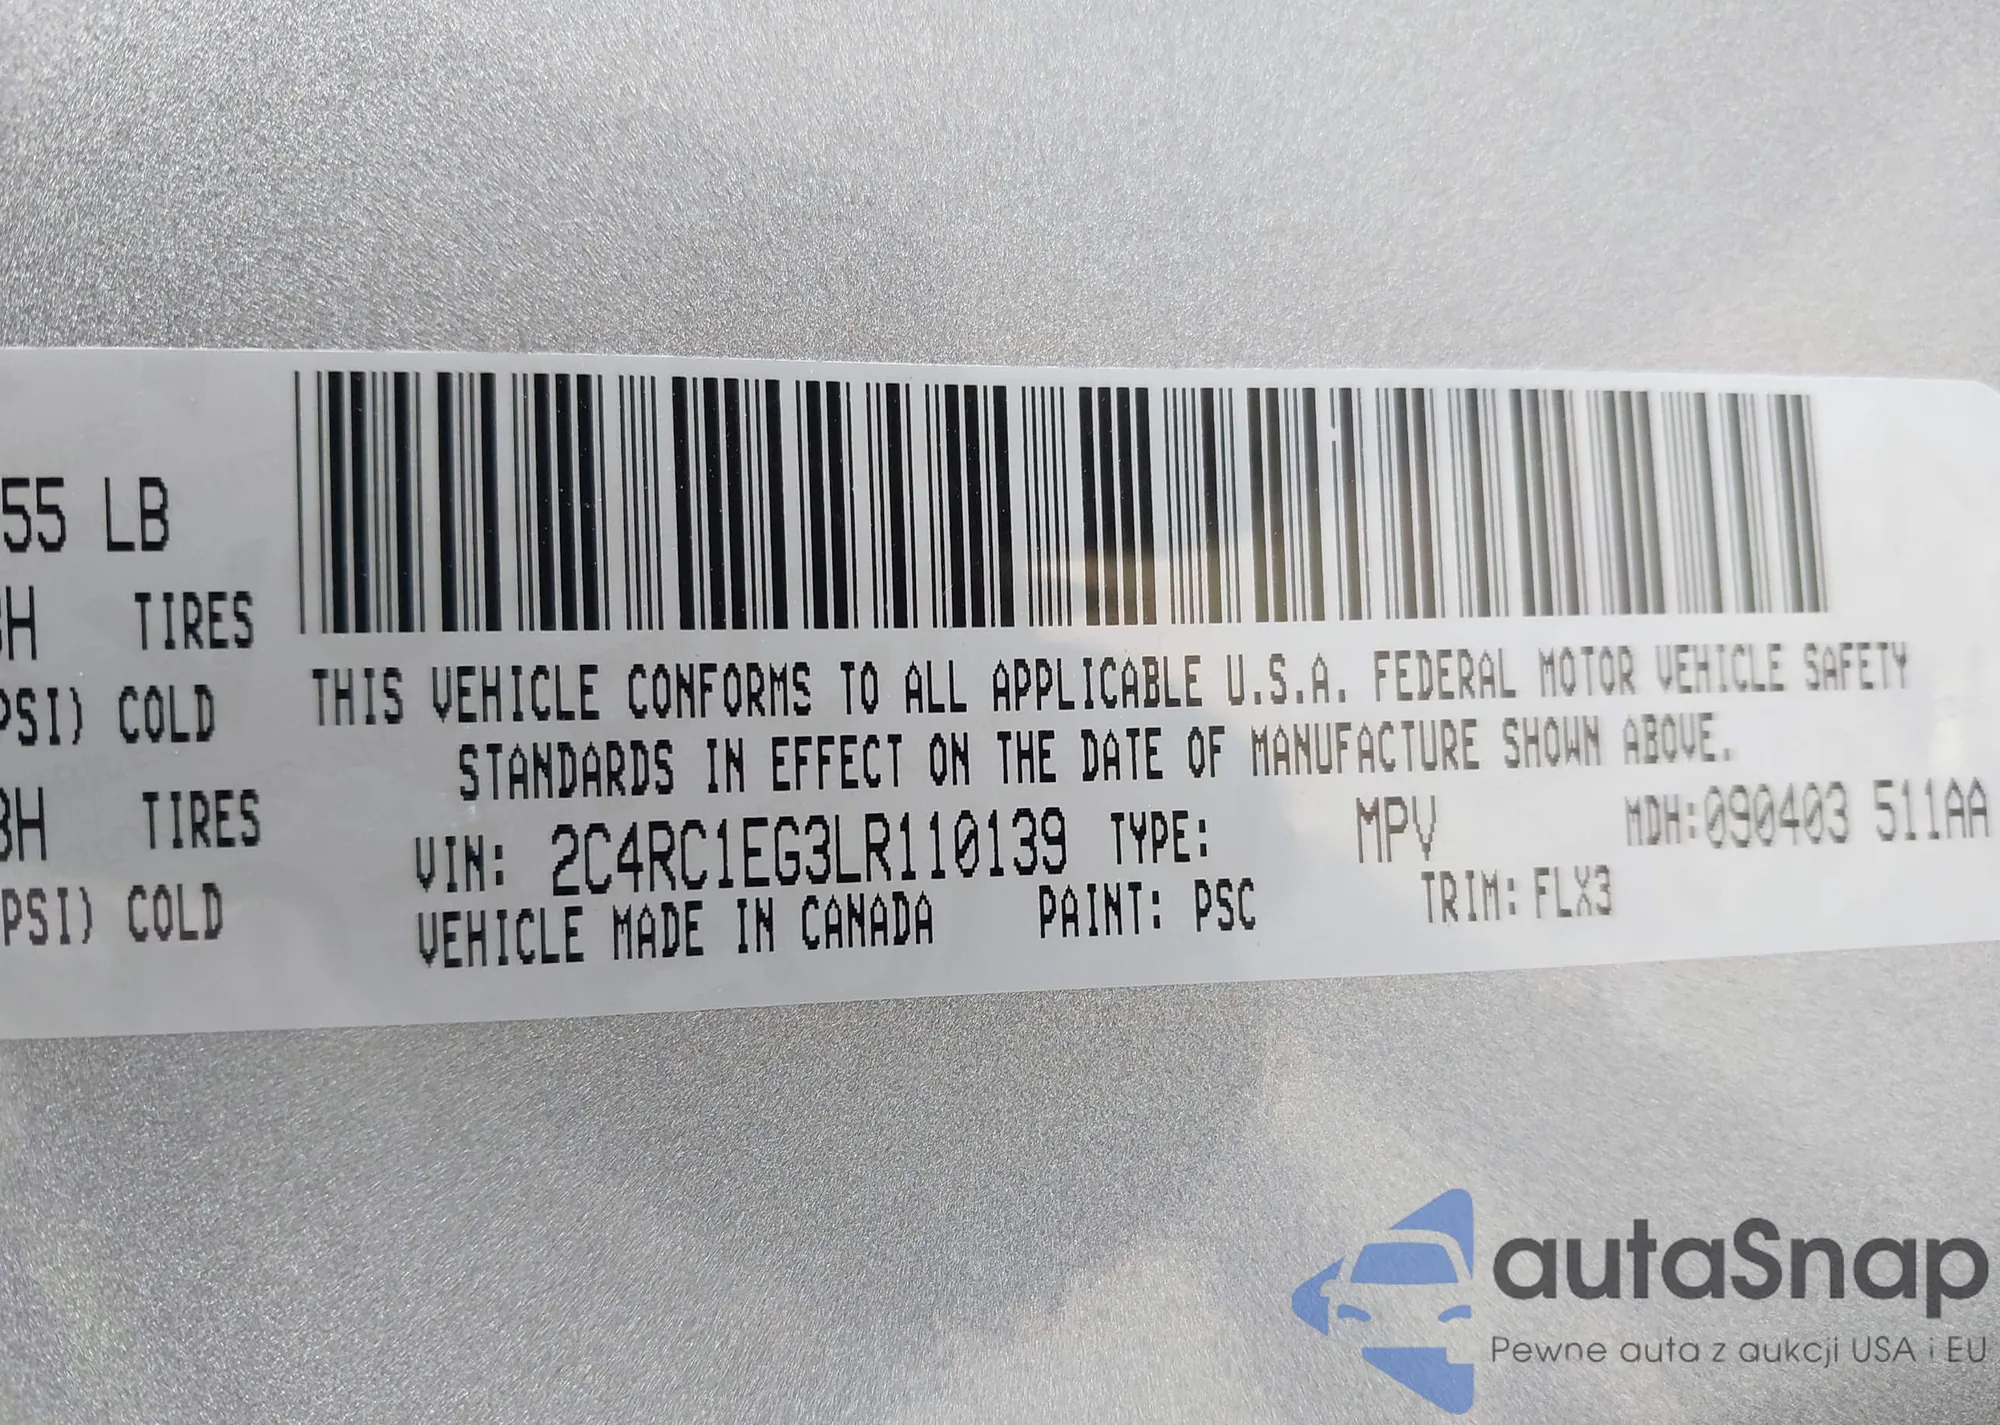 55 LB
BH TIRES
PSI) COLD
BH TIRES
PSI) COLD
THIS VEHICLE CONFORMS TO ALL APPLICABLE U.S.A. FEDERAL MOTOR VEHICLE SAFETY
STANDARDS IN EFFECT ON THE DATE OF MANUFACTURE SHOWN ABOVE.
VIN: 2C4RC1EG3LR110139 TYPE: MPV MDH:090403 511AA
VEHICLE MADE IN CANADA PAINT: PSC TRIM: FLX3
autaSnap
Pewne auta z aukcji USA i EU